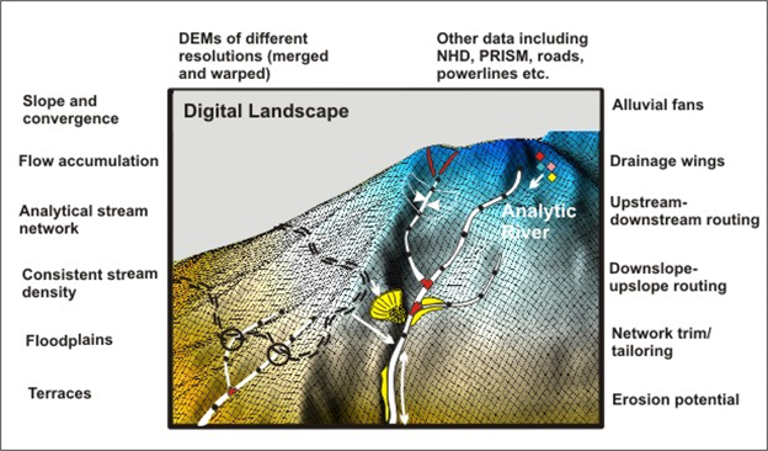 DEMs of different
resolutions (merged
and warped)
Other data including
NHD, PRISM, roads,
powerlines etc.
Slope and
convergence
Flow accumulation
Analytical stream
network
Consistent stream
density
Floodplains
Terraces
Digital Landscape
Analytic
River
Alluvial fans
Drainage wings
Upstream-
downstream routing
Downslope-
upslope routing
Network trim/
tailoring
Erosion potential